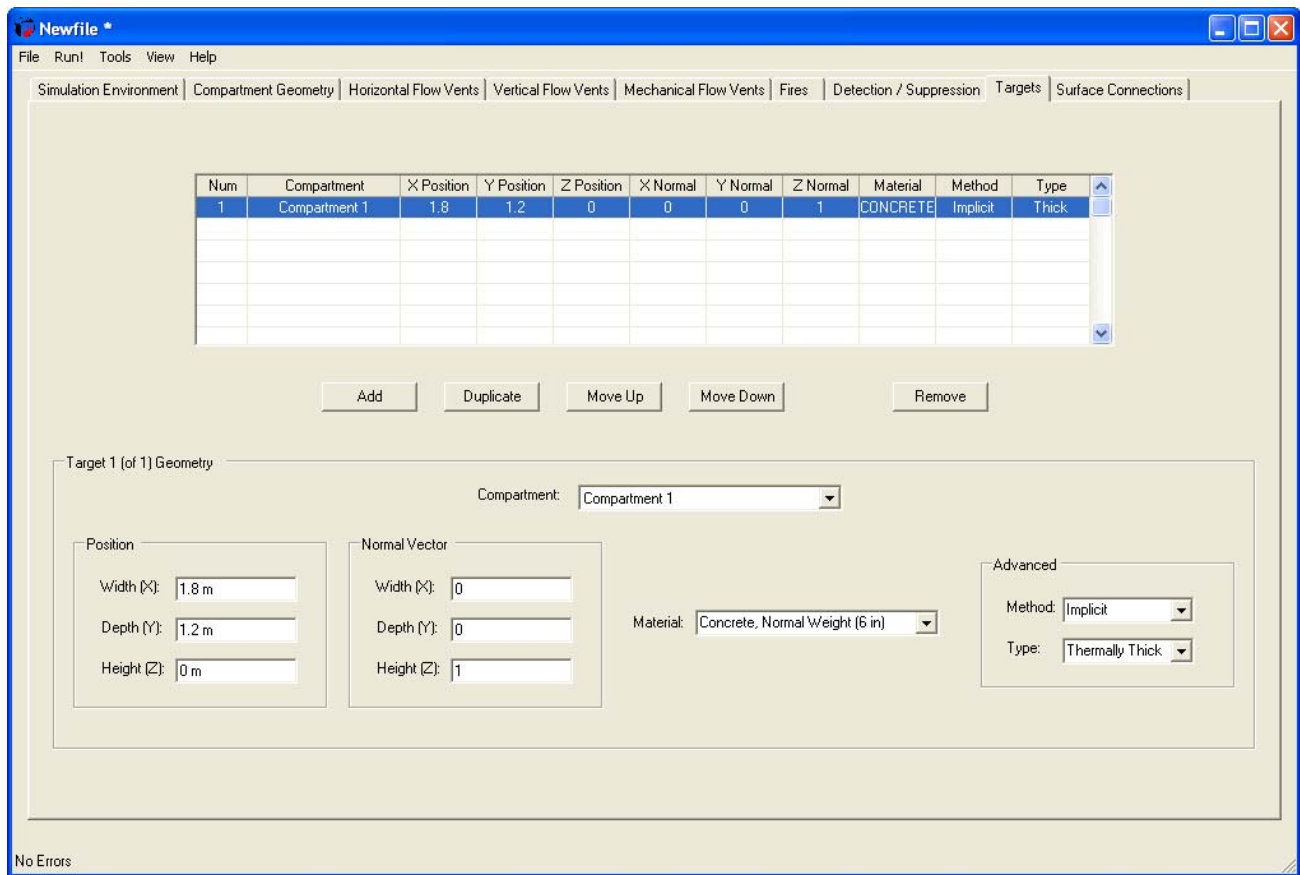 Newfile *
File Run! Tools View Help
Simulation Environment Compartment Geometry Horizontal Flow Vents Vertical Flow Vents Mechanical Flow Vents Fires Detection / Suppression Targets Surface Connections
Num Compartment X Position Y Position Z Position X Normal Y Normal Z Normal Material Method Type
1 Compartment 1 1.8 1.2 0 0 0 1 CONCRETE Implicit Thick
Add Duplicate Move Up Move Down Remove
Target 1 (of 1) Geometry
Compartment: Compartment 1
Position Normal Vector Advanced
Width (X): 1.8 m Width (X): 0 Method: Implicit
Depth (Y): 1.2 m Depth (Y): 0 Material: Concrete, Normal Weight (6 in) Type: Thermally Thick
Height (Z): 0 m Height (Z): 1
No Errors